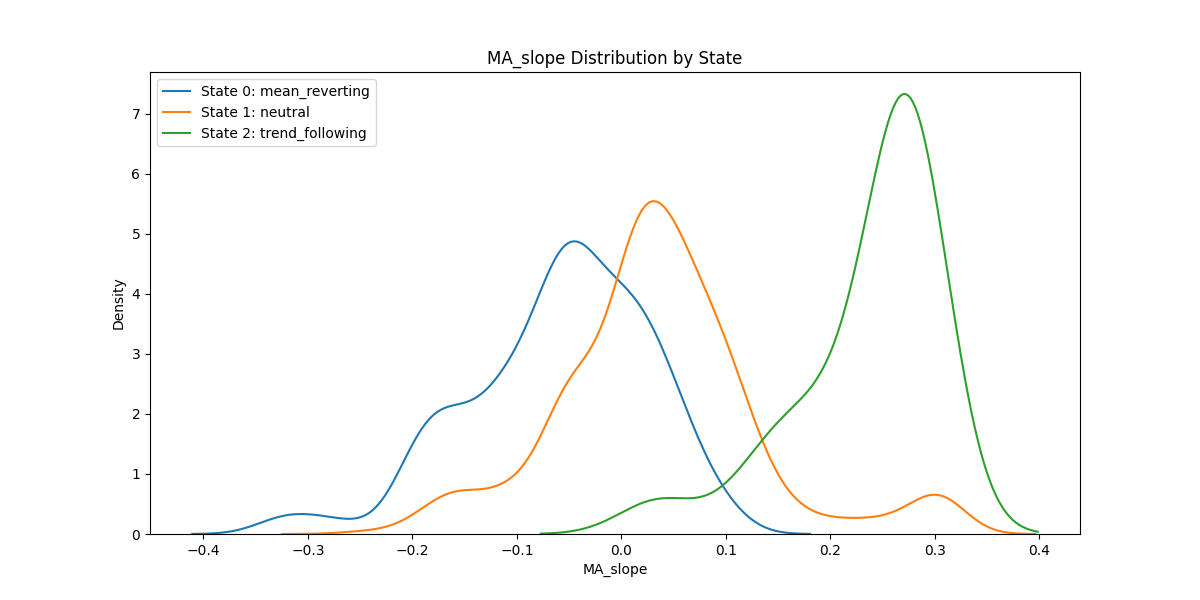 MA_slope Distribution by State
State 0: mean_reverting
State 1: neutral
State 2: trend_following
Density
7
6
5
4
3
2
1
0
−0.4 −0.3 −0.2 −0.1 0.0 0.1 0.2 0.3 0.4
MA_slope